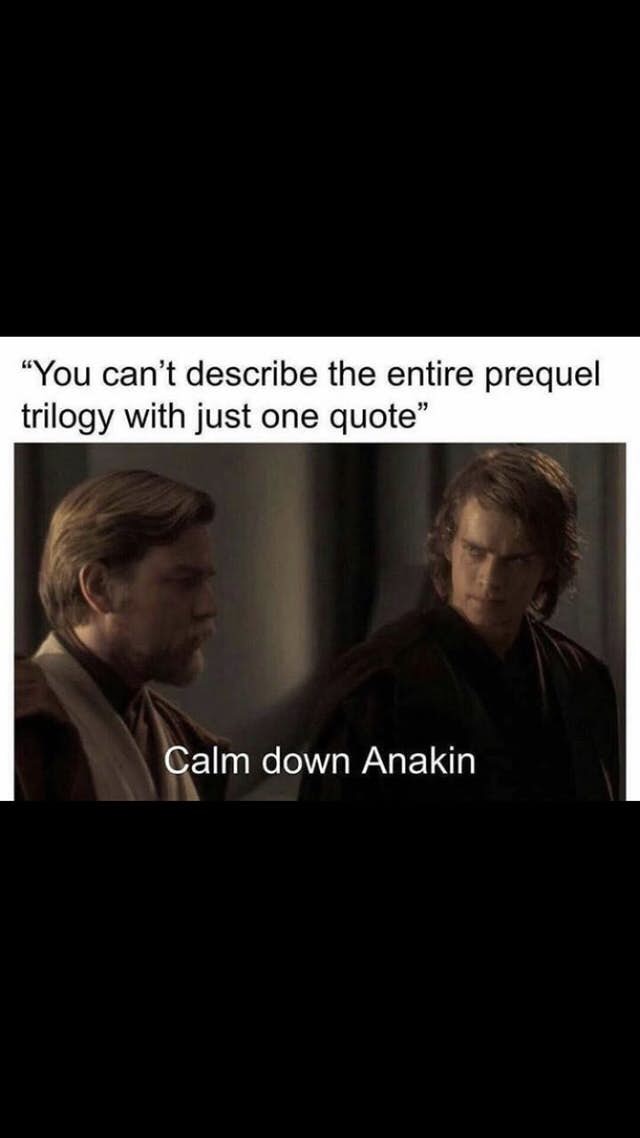 “You can’t describe the entire prequel
trilogy with just one quote”
Calm down Anakin